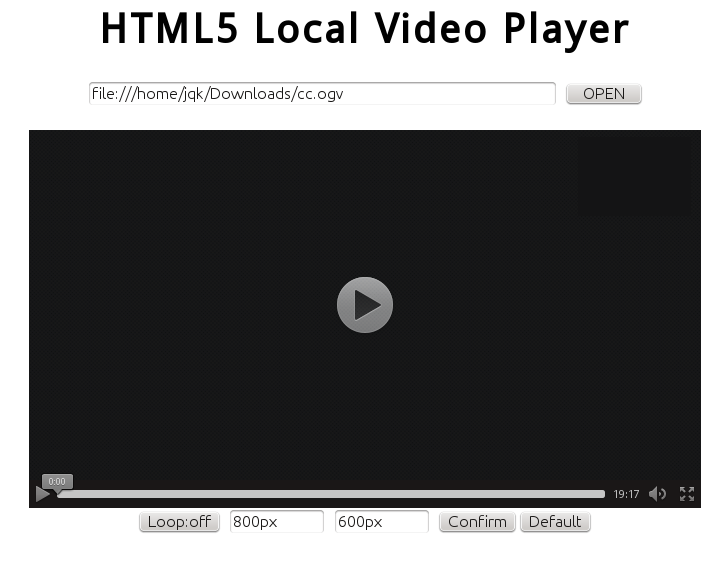 HTML5 Local Video Player
file:///home/jqk/Downloads/cc.ogv OPEN
0:00
19:17
Loop:off 800px 600px Confirm Default